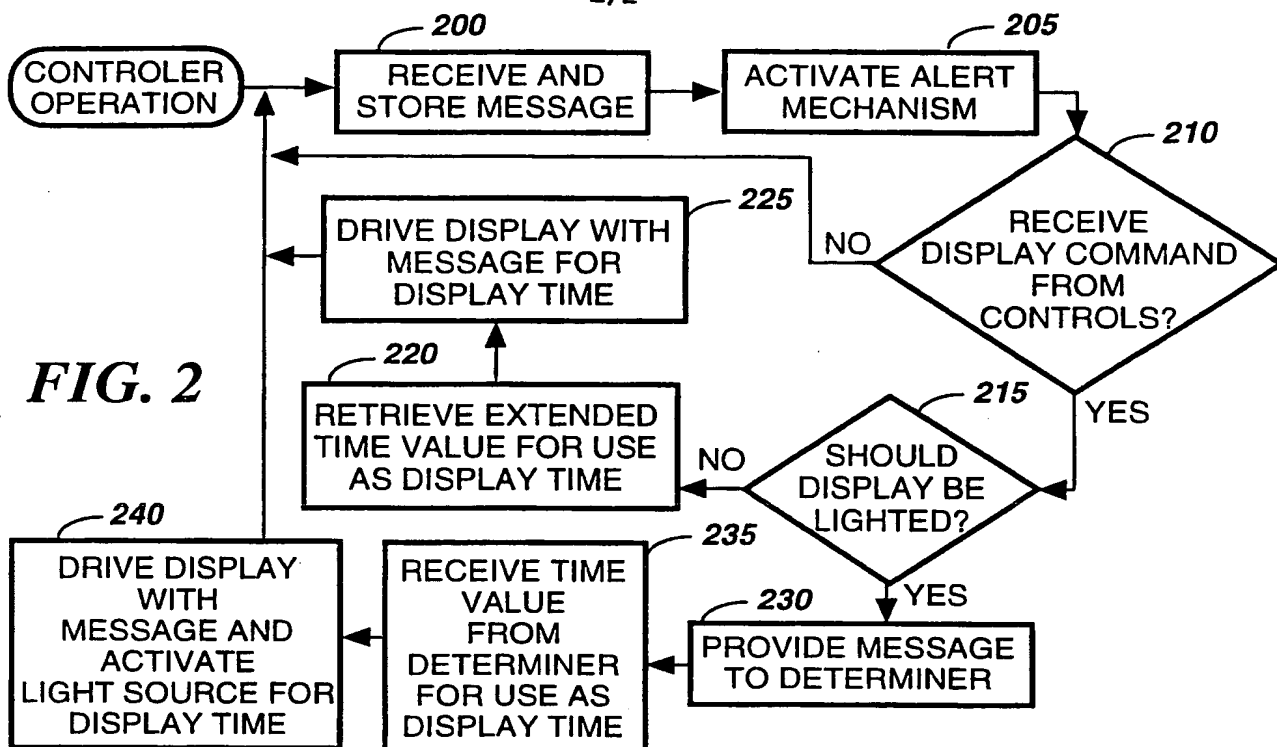 200
205
CONTROLER
OPERATION
RECEIVE AND
STORE MESSAGE
ACTIVATE ALERT
MECHANISM
210
RECEIVE
DISPLAY COMMAND
FROM
CONTROLS?
NO
YES
225
DRIVE DISPLAY WITH
MESSAGE FOR
DISPLAY TIME
FIG. 2
220
RETRIEVE EXTENDED
TIME VALUE FOR USE
AS DISPLAY TIME
215
SHOULD
DISPLAY BE
LIGHTED?
NO
YES
240
DRIVE DISPLAY
WITH
MESSAGE AND
ACTIVATE
LIGHT SOURCE FOR
DISPLAY TIME
235
RECEIVE TIME
VALUE
FROM
DETERMINER
FOR USE AS
DISPLAY TIME
230
PROVIDE MESSAGE
TO DETERMINER